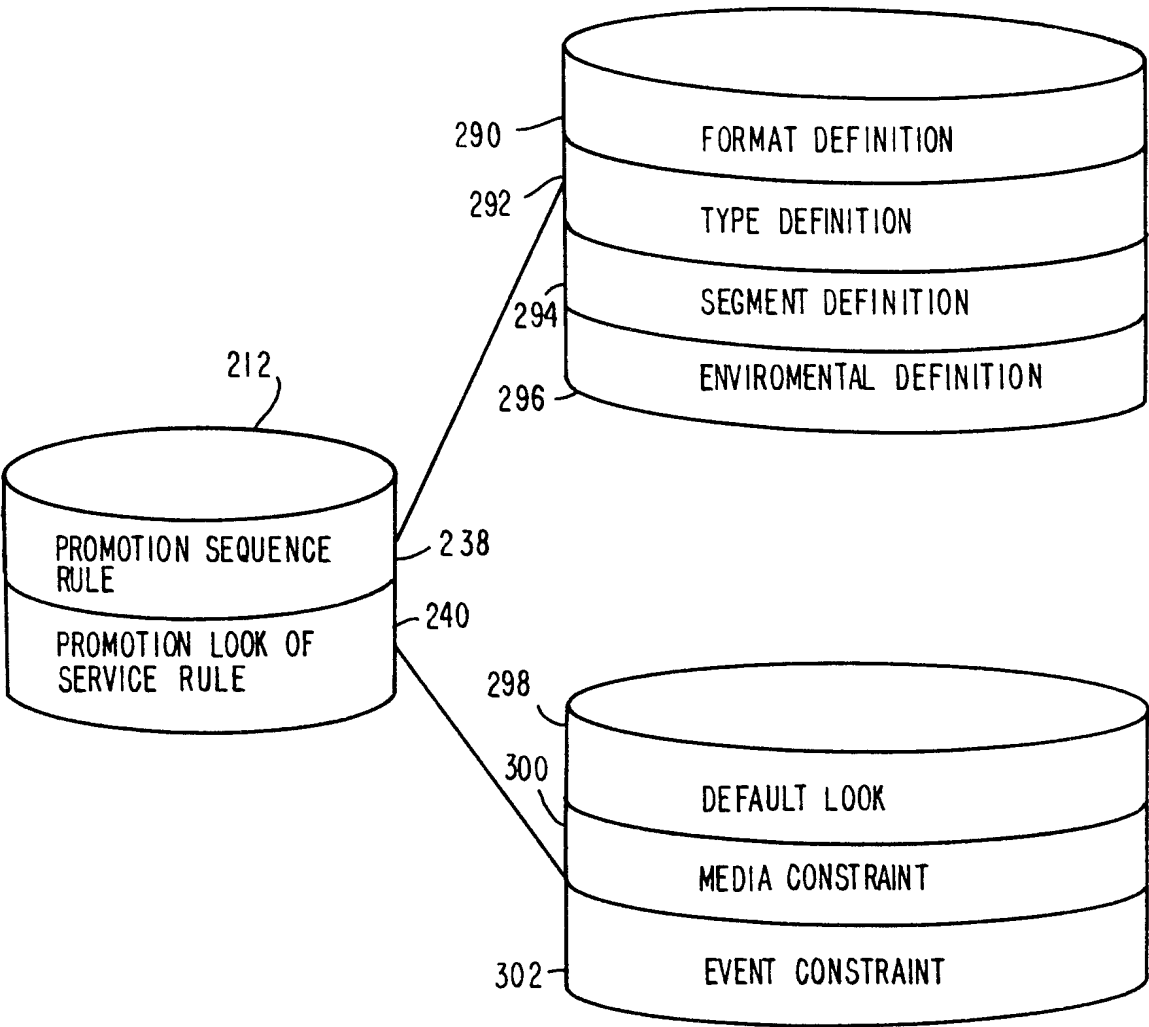 290
FORMAT DEFINITION
292
TYPE DEFINITION
294
SEGMENT DEFINITION
296
ENVIROMENTAL DEFINITION
212
PROMOTION SEQUENCE
RULE
238
240
PROMOTION LOOK OF
SERVICE RULE
298
300
DEFAULT LOOK
MEDIA CONSTRAINT
302
EVENT CONSTRAINT